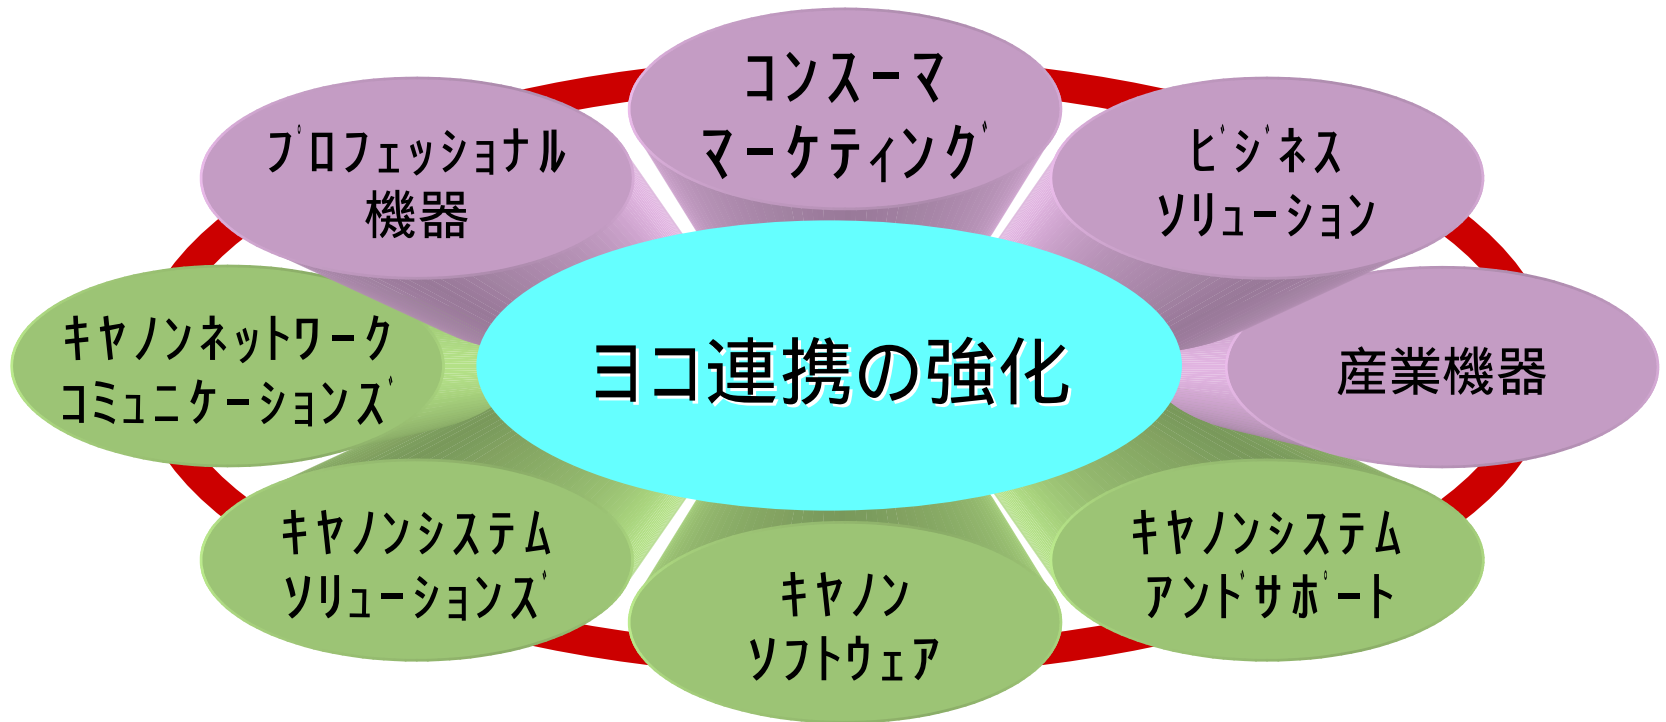 ｺﾝｽｰﾏ
ﾏｰｹﾃｨﾝｸﾞ
ﾌﾟﾛﾌｪｯｼｮﾅﾙ
機器
ﾋﾞｼﾞﾈｽ
ｿﾘｭｰｼｮﾝ
ｷﾔﾉﾝﾈｯﾄﾜｰｸ
ｺﾐｭﾆｹｰｼｮﾝｽﾞ
ヨコ連携の強化
産業機器
ｷﾔﾉﾝｼｽﾃﾑ
ｿﾘｭｰｼｮﾝｽﾞ
ｷﾔﾉﾝ
ｿﾌﾄｳｪｱ
ｷﾔﾉﾝｼｽﾃﾑ
ｱﾝﾄﾞｻﾎﾟｰﾄ